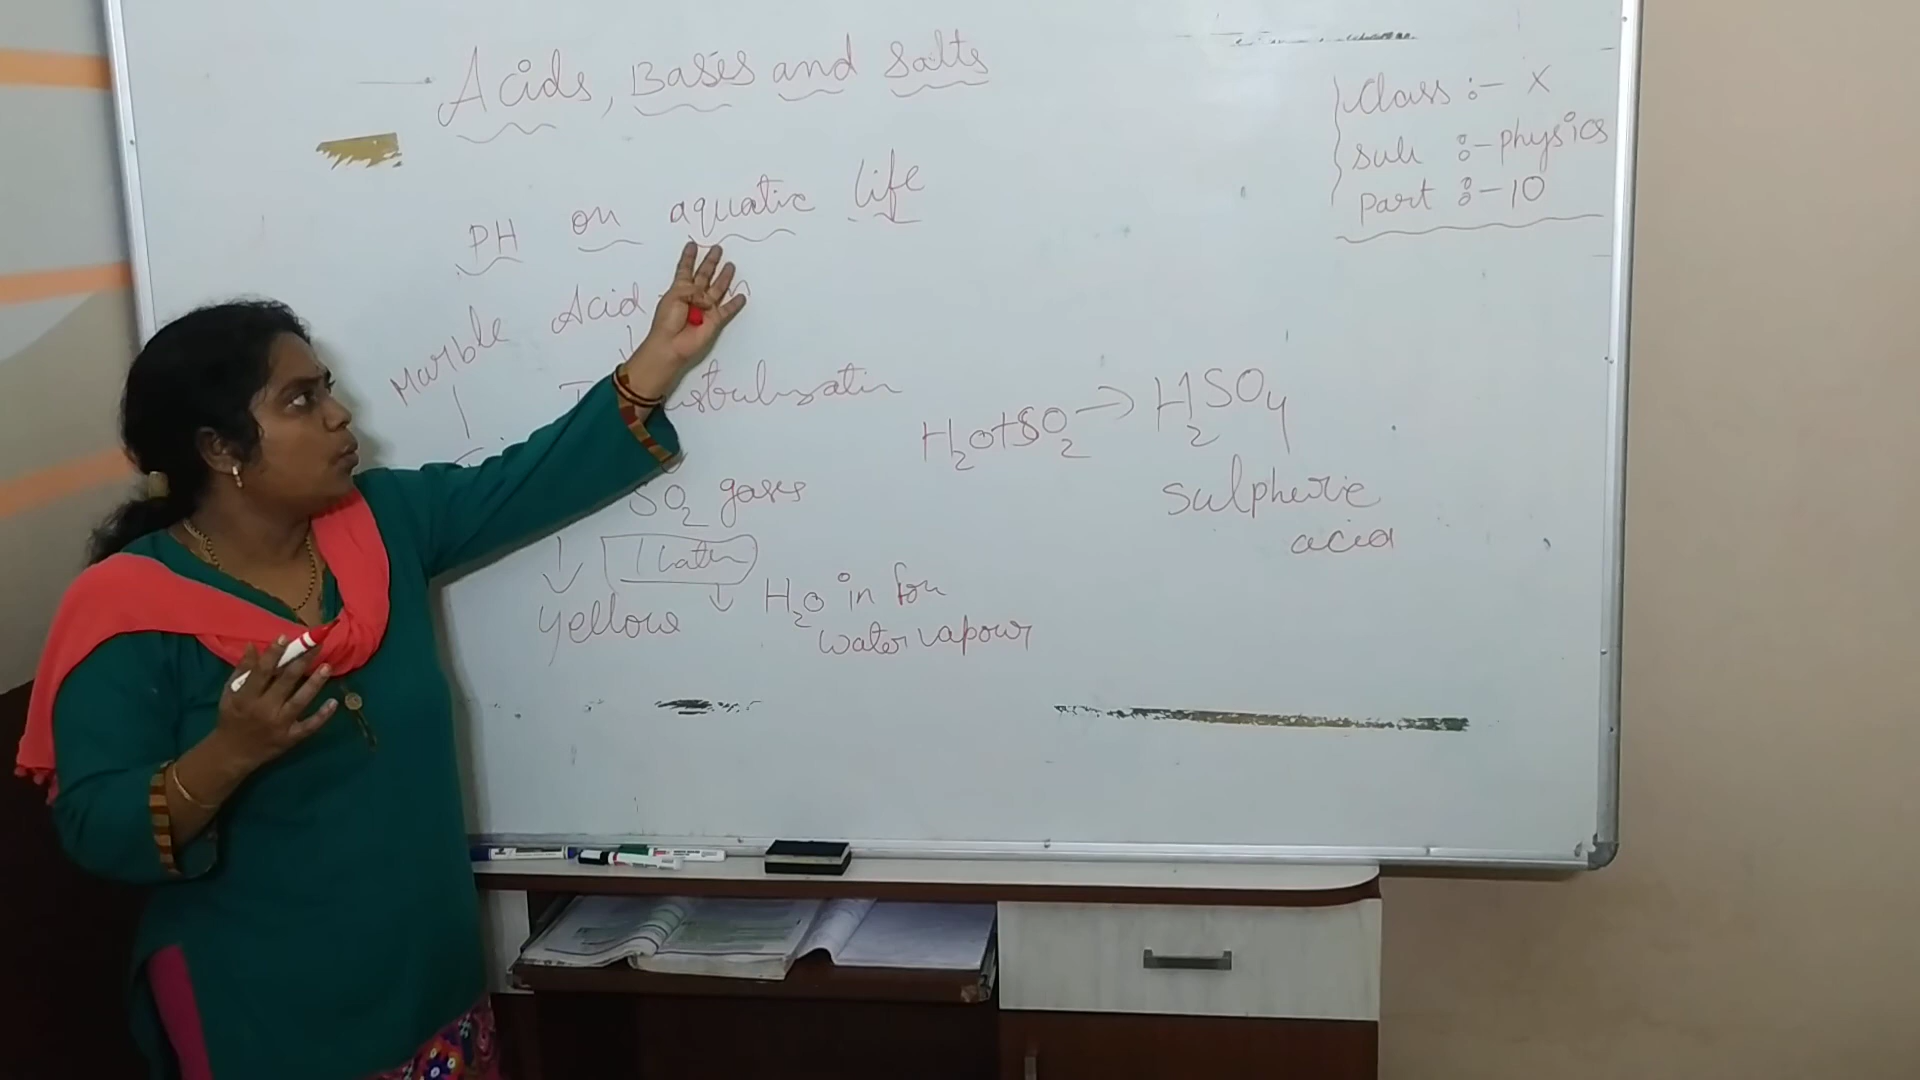 Acids, Bases and Salts
Class :- X
Sub :- physics
Part :- 10
PH on aquatic life
Marble Acid
H2O+SO2 → H2SO4
Sulpheric
acid
SO2 gases
yellow
H2O in for
water vapour